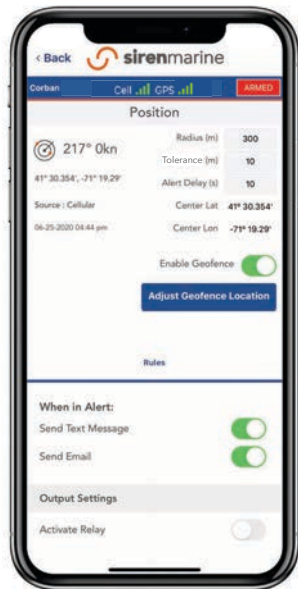 ‹ Back sirenmarine
Corban Cell GPS ARMED
Position
217° 0kn
41° 30.354', -71° 19.29'
Source : Cellular
06-25-2020 04:44 pm
Radius (m) 300
Tolerance (m) 10
Alert Delay (s) 10
Center Lat 41° 30.354'
Center Lon -71° 19.29'
Enable Geofence
Adjust Geofence Location
Rules
When in Alert:
Send Text Message
Send Email
Output Settings
Activate Relay